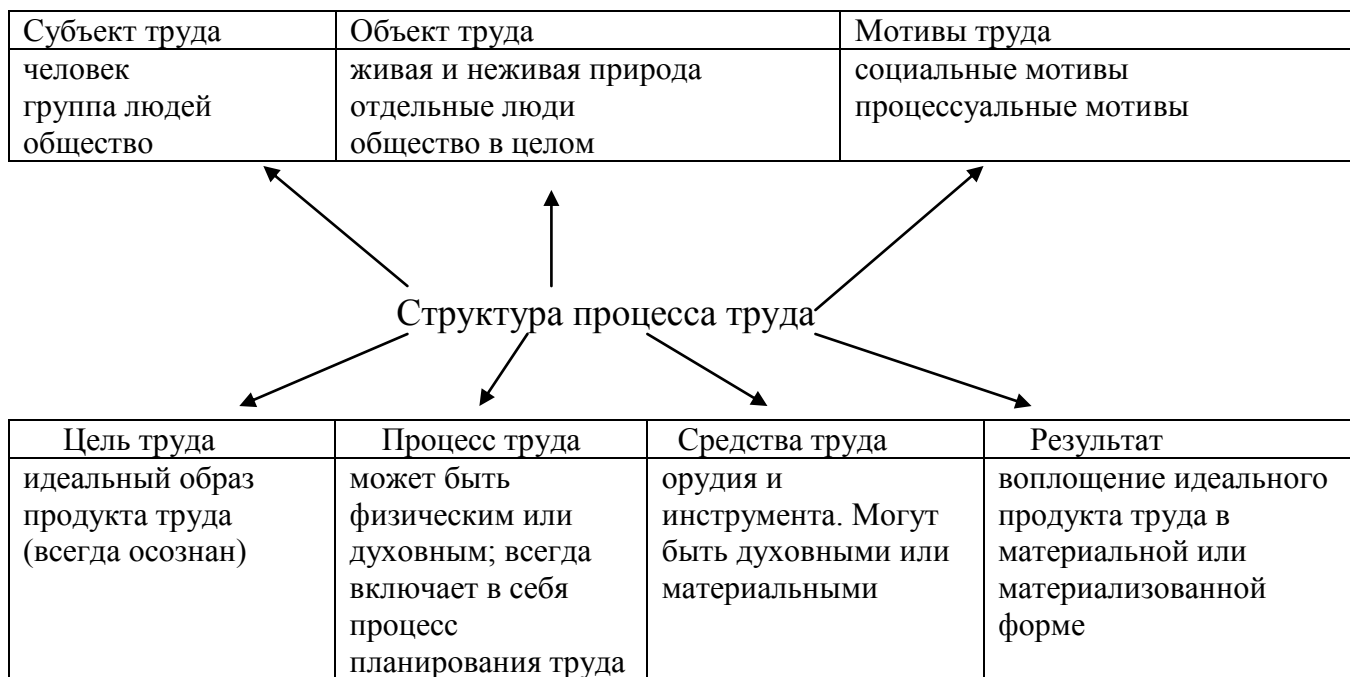 Субъект труда
Объект труда
Мотивы труда
человек
группа людей
общество
живая и неживая природа
отдельные люди
общество в целом
социальные мотивы
процессуальные мотивы
Структура процесса труда
Цель труда
Процесс труда
Средства труда
Результат
идеальный образ
продукта труда
(всегда осознан)
может быть
физическим или
духовным; всегда
включает в себя
процесс
планирования труда
орудия и
инструмента. Могут
быть духовными или
материальными
воплощение идеального
продукта труда в
материальной или
материализованной
форме